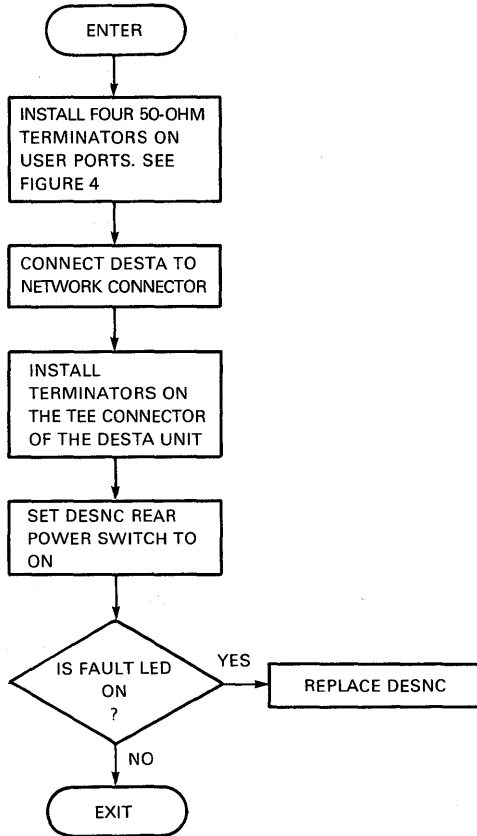 ENTER
INSTALL FOUR 50-OHM
TERMINATORS ON
USER PORTS. SEE
FIGURE 4
CONNECT DESTA TO
NETWORK CONNECTOR
INSTALL
TERMINATORS ON
THE TEE CONNECTOR
OF THE DESTA UNIT
SET DESNC REAR
POWER SWITCH TO
ON
IS FAULT LED
ON
?
YES
REPLACE DESNC
NO
EXIT